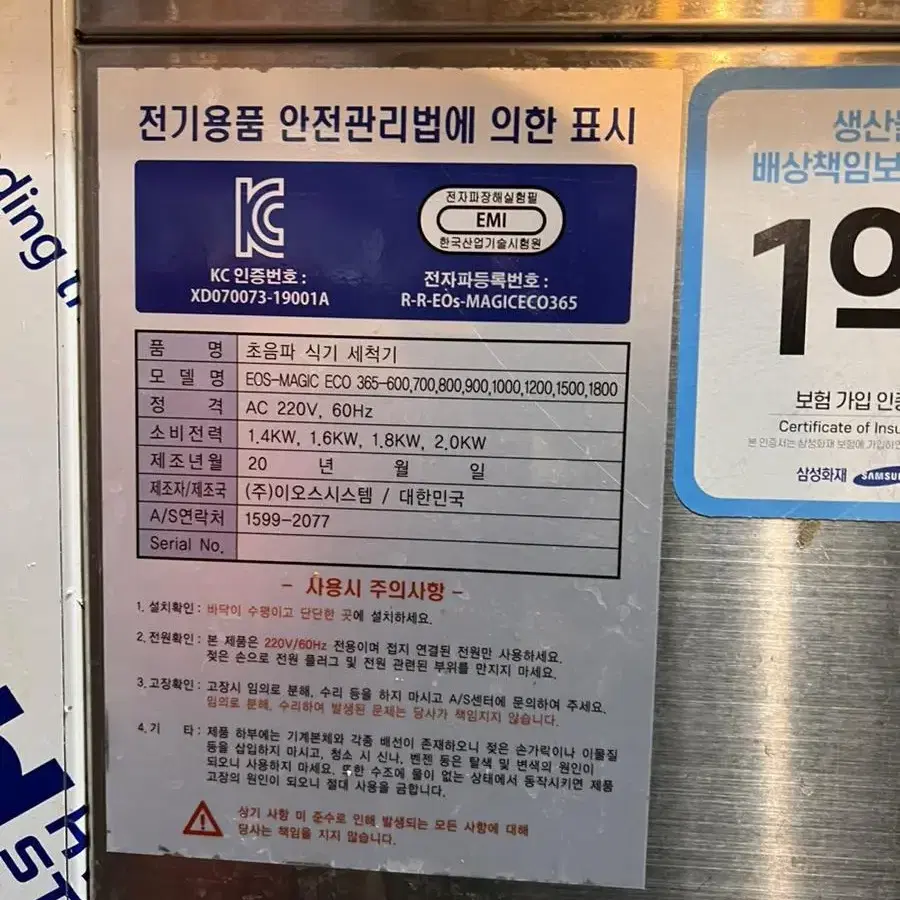 전기용품 안전관리법에 의한 표시
KC 인증번호 :
XD070073-19001A
전자파장해실험필
EMI
한국산업기술시험원
전자파등록번호 :
R-R-EOs-MAGICECO365
품 명 초음파 식기 세척기
모 델 명 EOS-MAGIC ECO 365-600,700,800,900,1000,1200,1500,1800
정 격 AC 220V, 60Hz
소비전력 1.4KW, 1.6KW, 1.8KW, 2.0KW
제조년월 20 년 월 일
제조자/제조국 (주)이오스시스템 / 대한민국
A/S연락처 1599-2077
Serial No.
- 사용시 주의사항 -
1. 설치확인 : 바닥이 수평이고 단단한 곳에 설치하세요.
2. 전원확인 : 본 제품은 220V/60Hz 전용이며 접지 연결된 전원만 사용하세요.
젖은 손으로 전원 플러그 및 전원 관련된 부위를 만지지 마세요.
3. 고장확인 : 고장시 임의로 분해, 수리 등을 하지 마시고 A/S센터에 문의하여 주세요.
임의로 분해, 수리하여 발생된 문제는 당사가 책임지지 않습니다.
4. 기 타 : 제품 하부에는 기계본체와 각종 배선이 존재하오니 젖은 손가락이나 이물질
등을 삽입하지 마시고, 청소 시 신나, 벤젠 등은 탈색 및 변색의 원인이
되오니 사용하지 마세요. 또한 수조에 물이 없는 상태에서 동작시키면 제품
고장의 원인이 되오니 절대 사용을 금합니다.
상기 사항 미 준수로 인해 발생되는 모든 사항에 대해
당사는 책임을 지지 않습니다.
생산
배상책임보
1
보험 가입 인증
Certificate of Insu
본 인증서는 삼성화재 보험에 가입하
삼성화재 SAMSU
ding